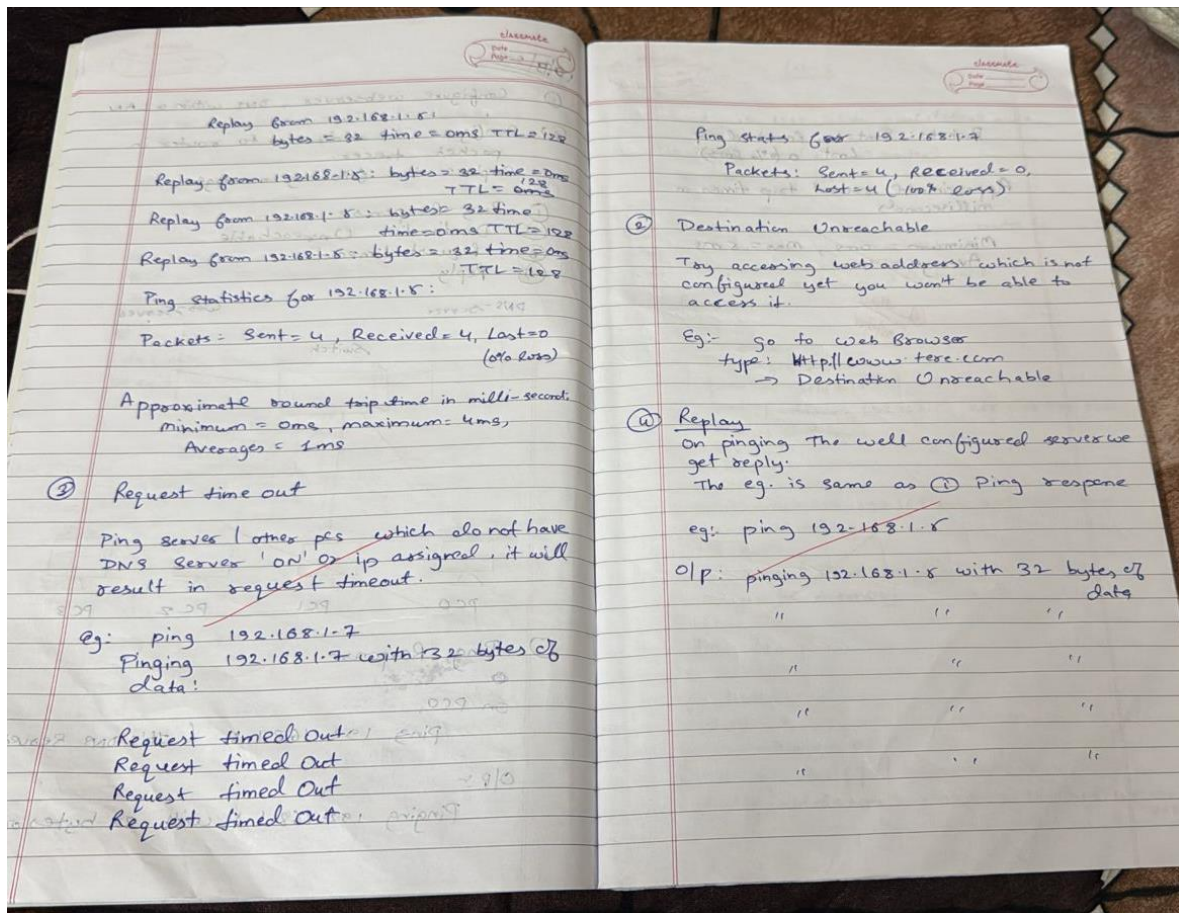 classmate
Date
Page
Replay from 192.168.1.8:
bytes = 32 time = 0ms TTL = 128
Replay from 192168-1.8: bytes = 32 time = 0ms
TTL = 128
Replay from 192.168.1.8: bytes= 32 time
time=0ms TTL = 128
Replay from 192.168.1.8: bytes = 32 time=0ms
TTL = 128
Ping statistics for 192.168.1.8:
Packets: Sent= 4, Received= 4, Last=0
(0% loss)
Approximate round trip time in milli-second:
minimum = 0ms, maximum= 4ms,
Averages = 1ms
Request time out
Ping server / other pcs which do not have
DNS Server 'ON' or ip assigned, it will
result in request timeout.
eg: ping 192.168.1.7
Pinging 192.168.1.7 with 32 bytes of
data:
Request timed Out
Request timed Out
Request timed Out
Request timed Out
classmate
Date
Page
Ping stats for 192.168.1.7
Packets: Sent=4, Received=0,
Lost=4 (100% loss)
② Destination Unreachable
Try accessing web address which is not
configured yet you won't be able to
access it.
Eg:- go to Web Browser
type: http://www.tere.com
→ Destination Unreachable
④ Replay
On pinging The well configured server we
get reply.
The eg. is same as ① Ping respone
eg: ping 192.168.1.8
O/p: pinging 192.168.1.8 with 32 bytes of
data
" " "
" " "
" " "
" " "